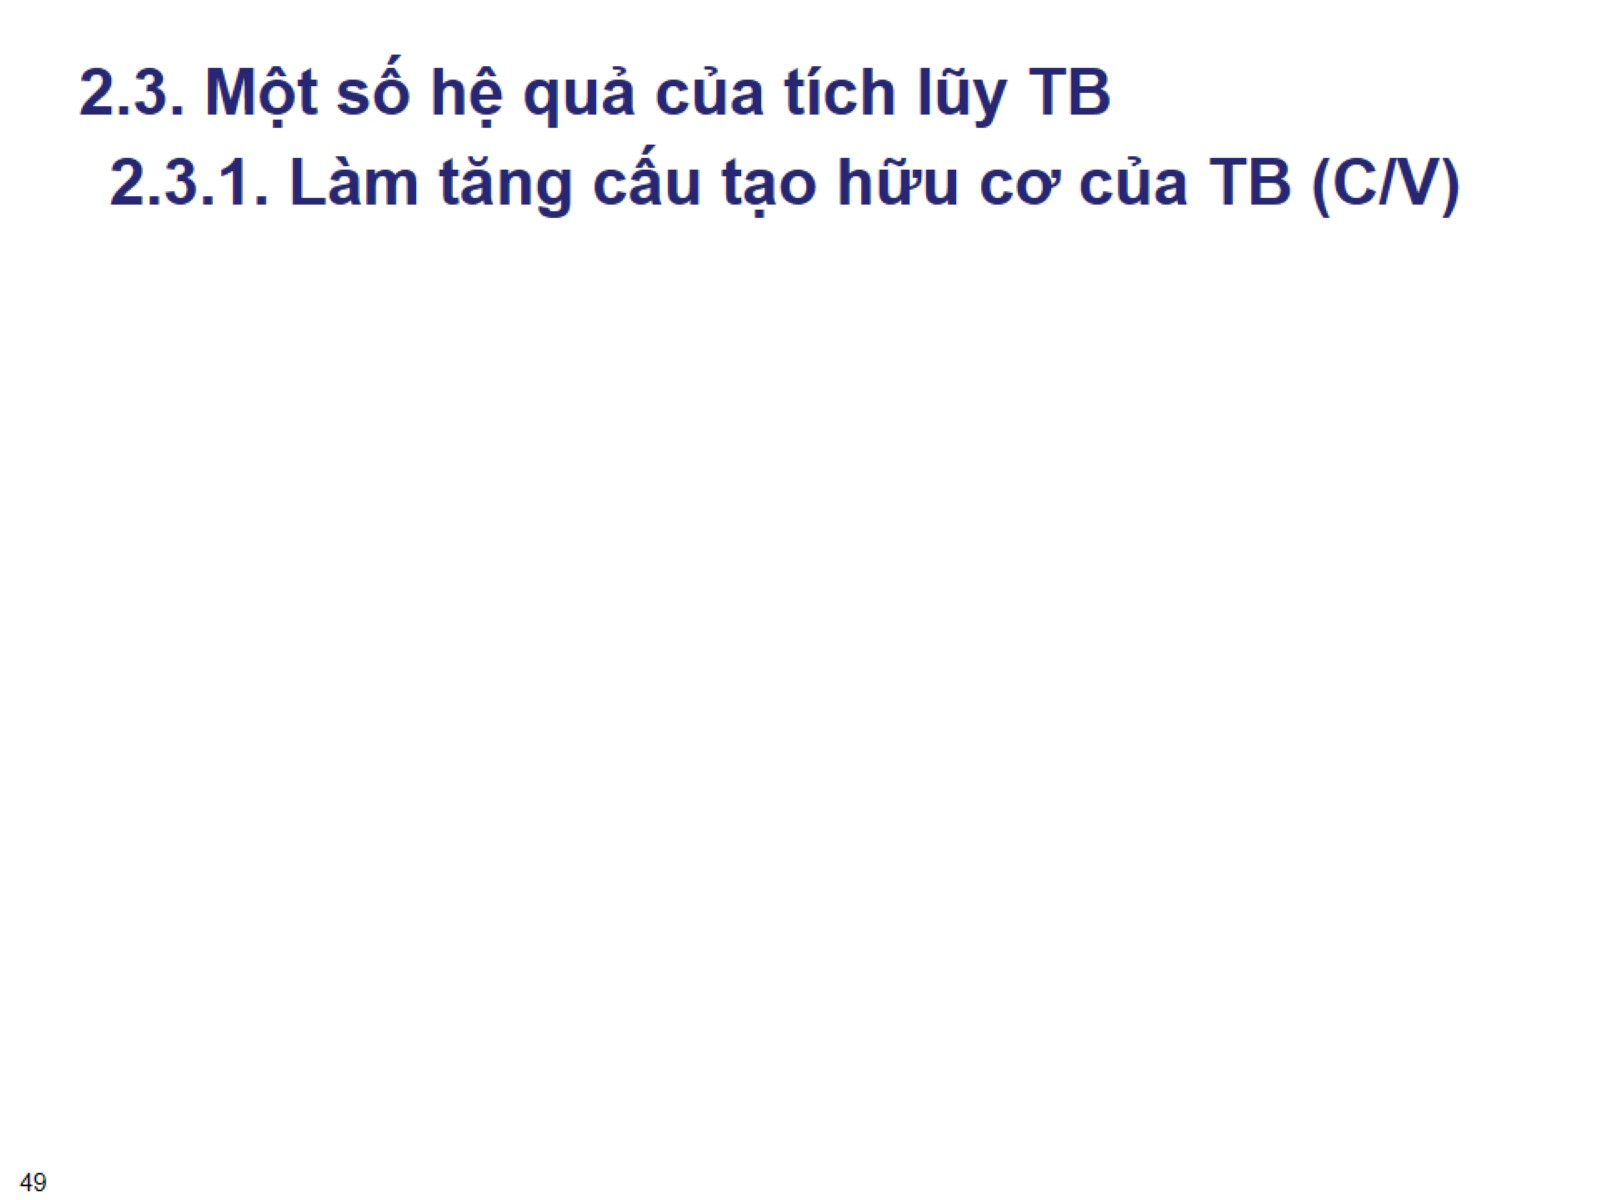 2.3. Một số hệ quả của tích lũy TB
2.3.1. Làm tăng cấu tạo hữu cơ của TB (C/V)
49